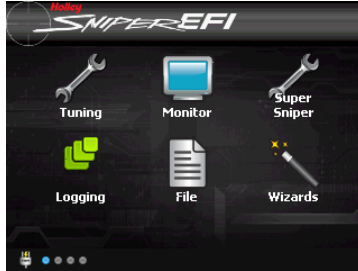 Holley
SNIPER EFI
Tuning
Monitor
Super
Sniper
Logging
File
Wizards